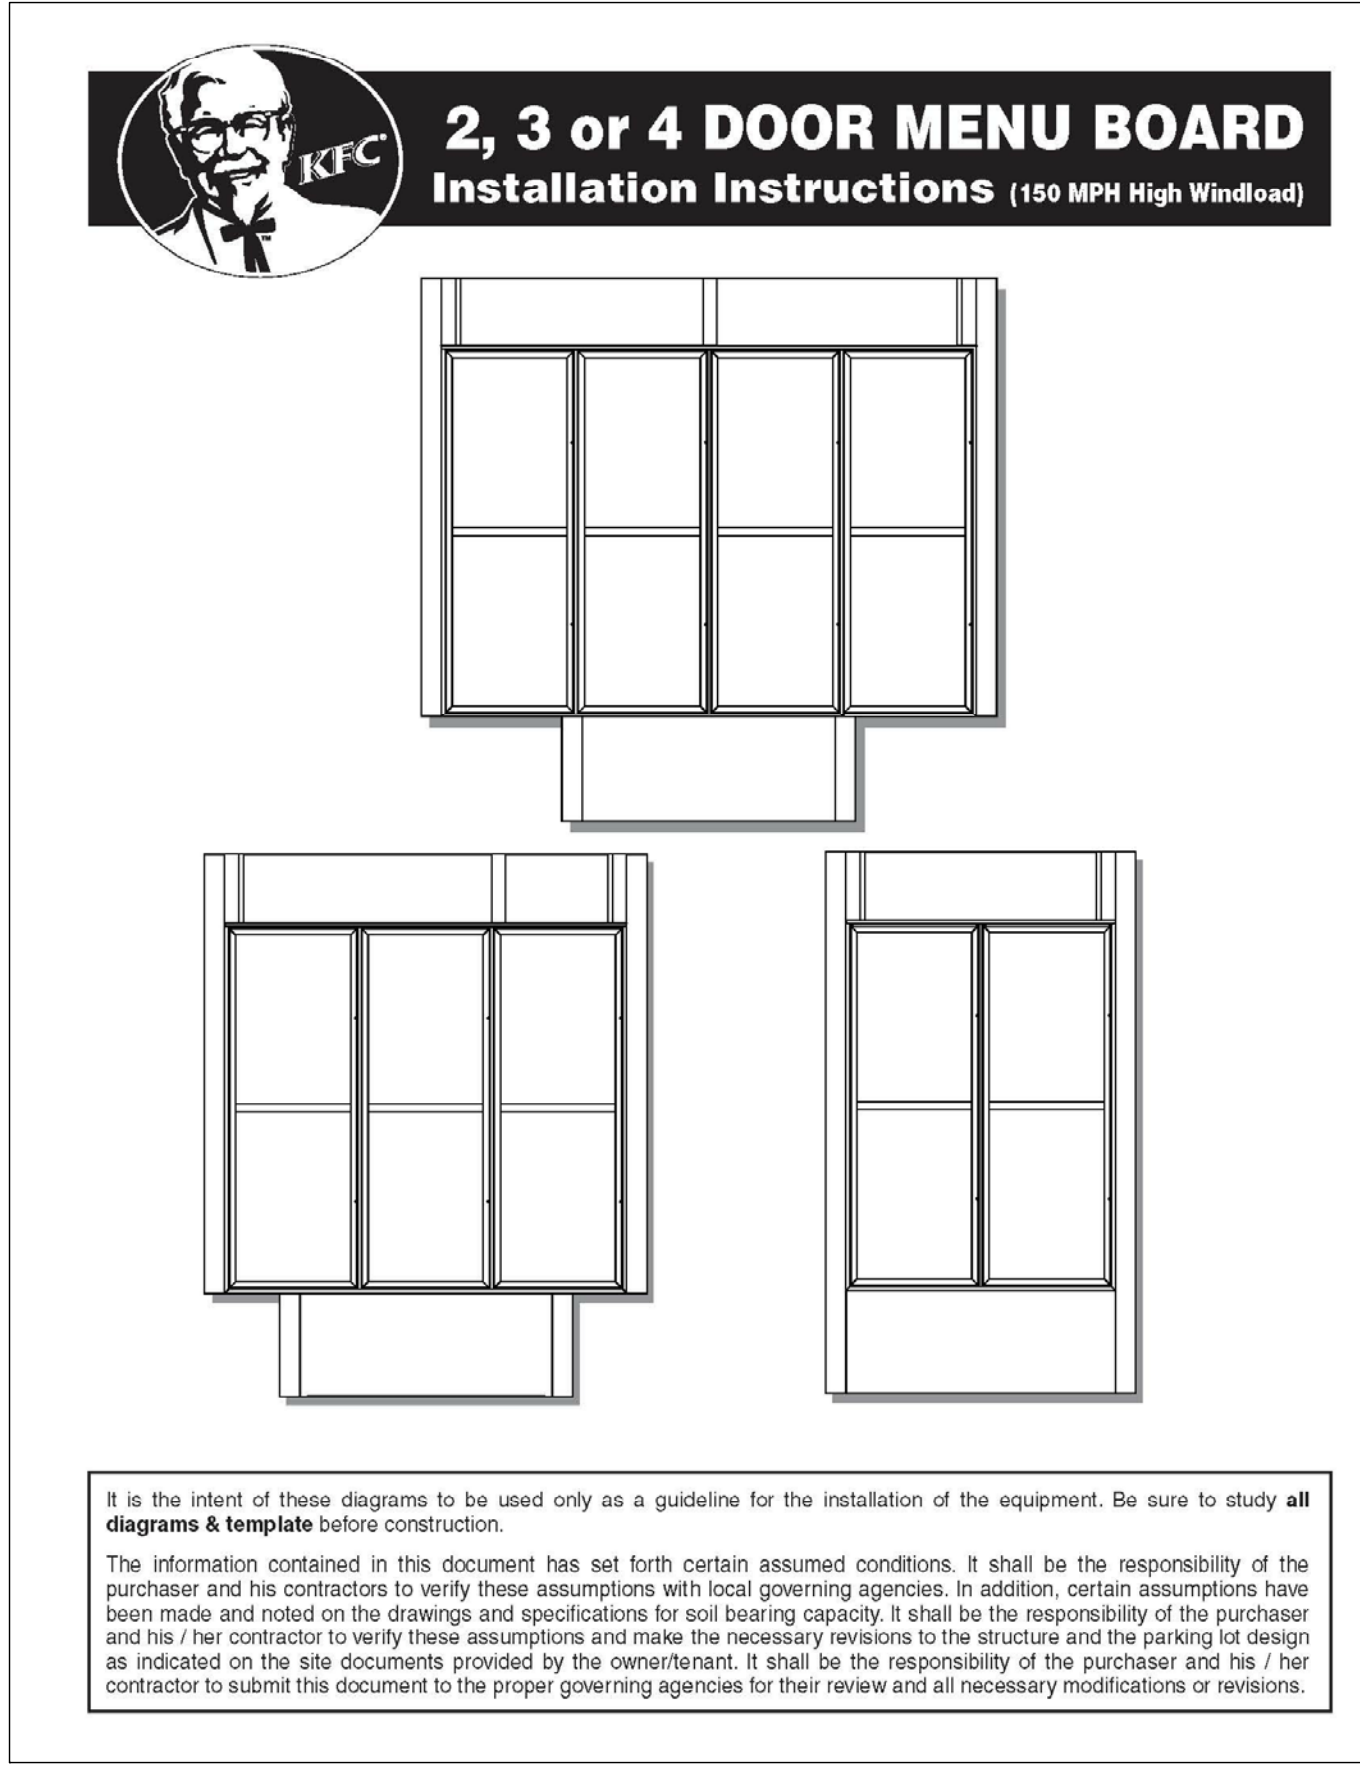 KFC®
2, 3 or 4 DOOR MENU BOARD
Installation Instructions (150 MPH High Windload)
TM
It is the intent of these diagrams to be used only as a guideline for the installation of the equipment. Be sure to study all
diagrams & template before construction.
The information contained in this document has set forth certain assumed conditions. It shall be the responsibility of the
purchaser and his contractors to verify these assumptions with local governing agencies. In addition, certain assumptions have
been made and noted on the drawings and specifications for soil bearing capacity. It shall be the responsibility of the purchaser
and his / her contractor to verify these assumptions and make the necessary revisions to the structure and the parking lot design
as indicated on the site documents provided by the owner/tenant. It shall be the responsibility of the purchaser and his / her
contractor to submit this document to the proper governing agencies for their review and all necessary modifications or revisions.